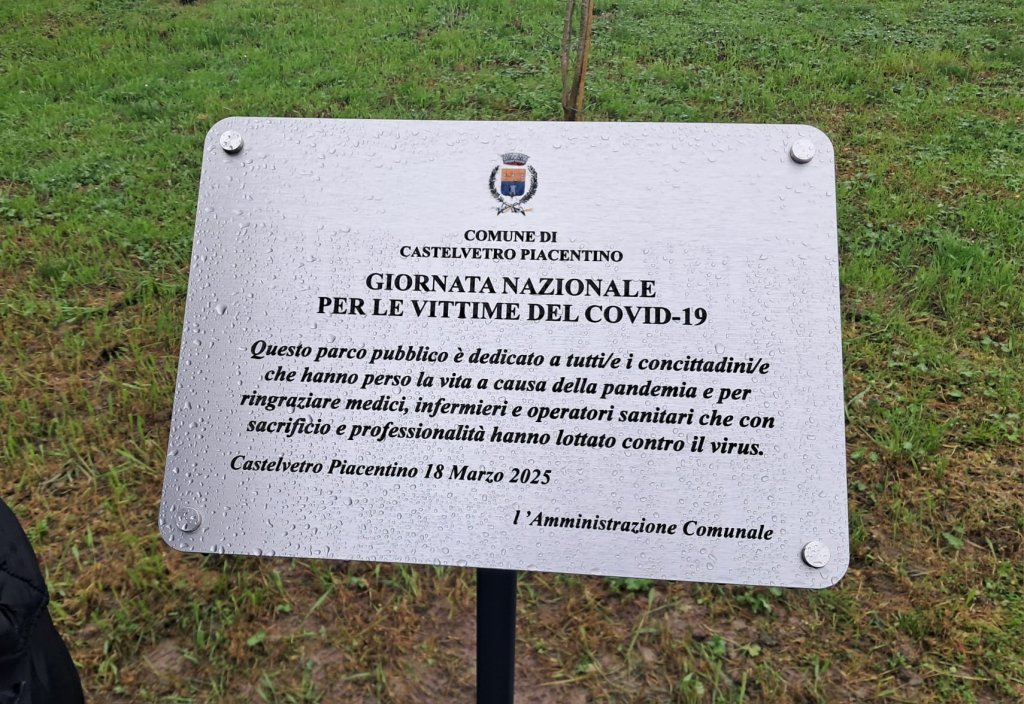 COMUNE DI
CASTELVETRO PIACENTINO
GIORNATA NAZIONALE
PER LE VITTIME DEL COVID-19
Questo parco pubblico è dedicato a tutti/e i concittadini/e
che hanno perso la vita a causa della pandemia e per
ringraziare medici, infermieri e operatori sanitari che con
sacrificio e professionalità hanno lottato contro il virus.
Castelvetro Piacentino 18 Marzo 2025
l 'Amministrazione Comunale